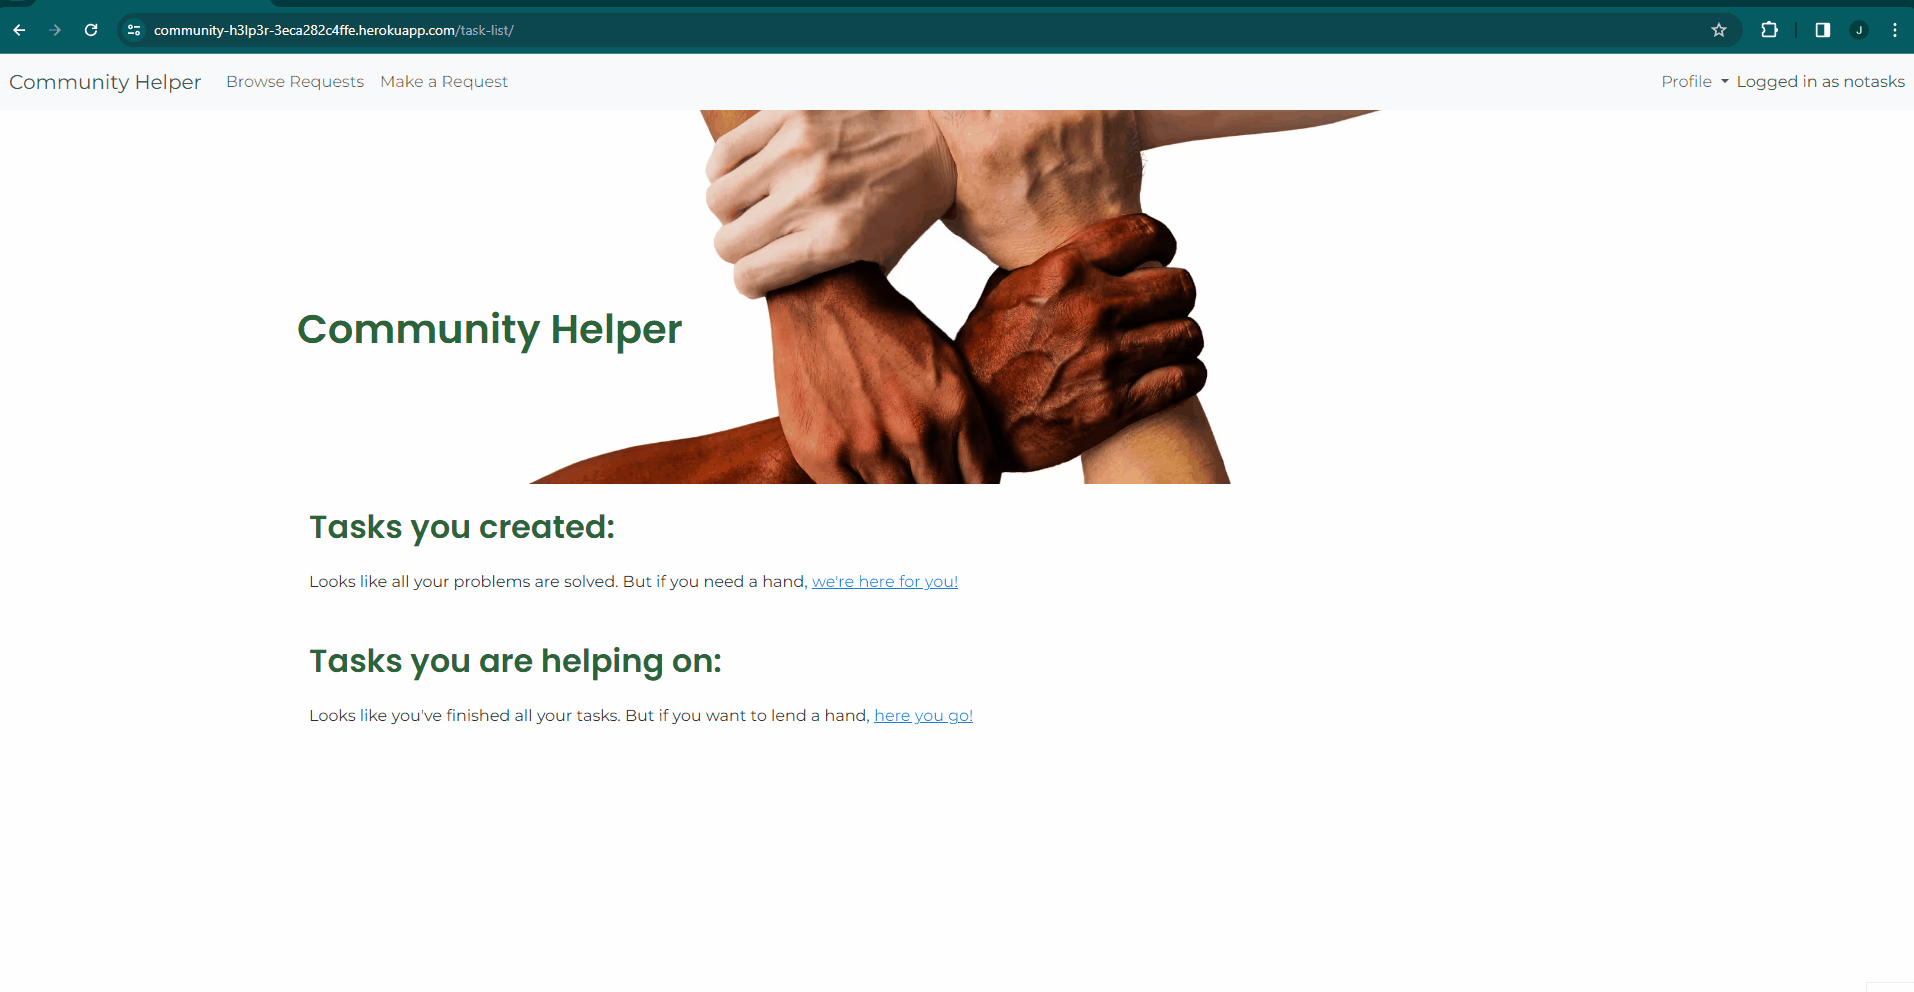 community-h3lp3r-3eca282c4ffe.herokuapp.com/task-list/
J
Community Helper Browse Requests Make a Request Profile Logged in as notasks
Community Helper
Tasks you created:
Looks like all your problems are solved. But if you need a hand, we're here for you!
Tasks you are helping on:
Looks like you've finished all your tasks. But if you want to lend a hand, here you go!